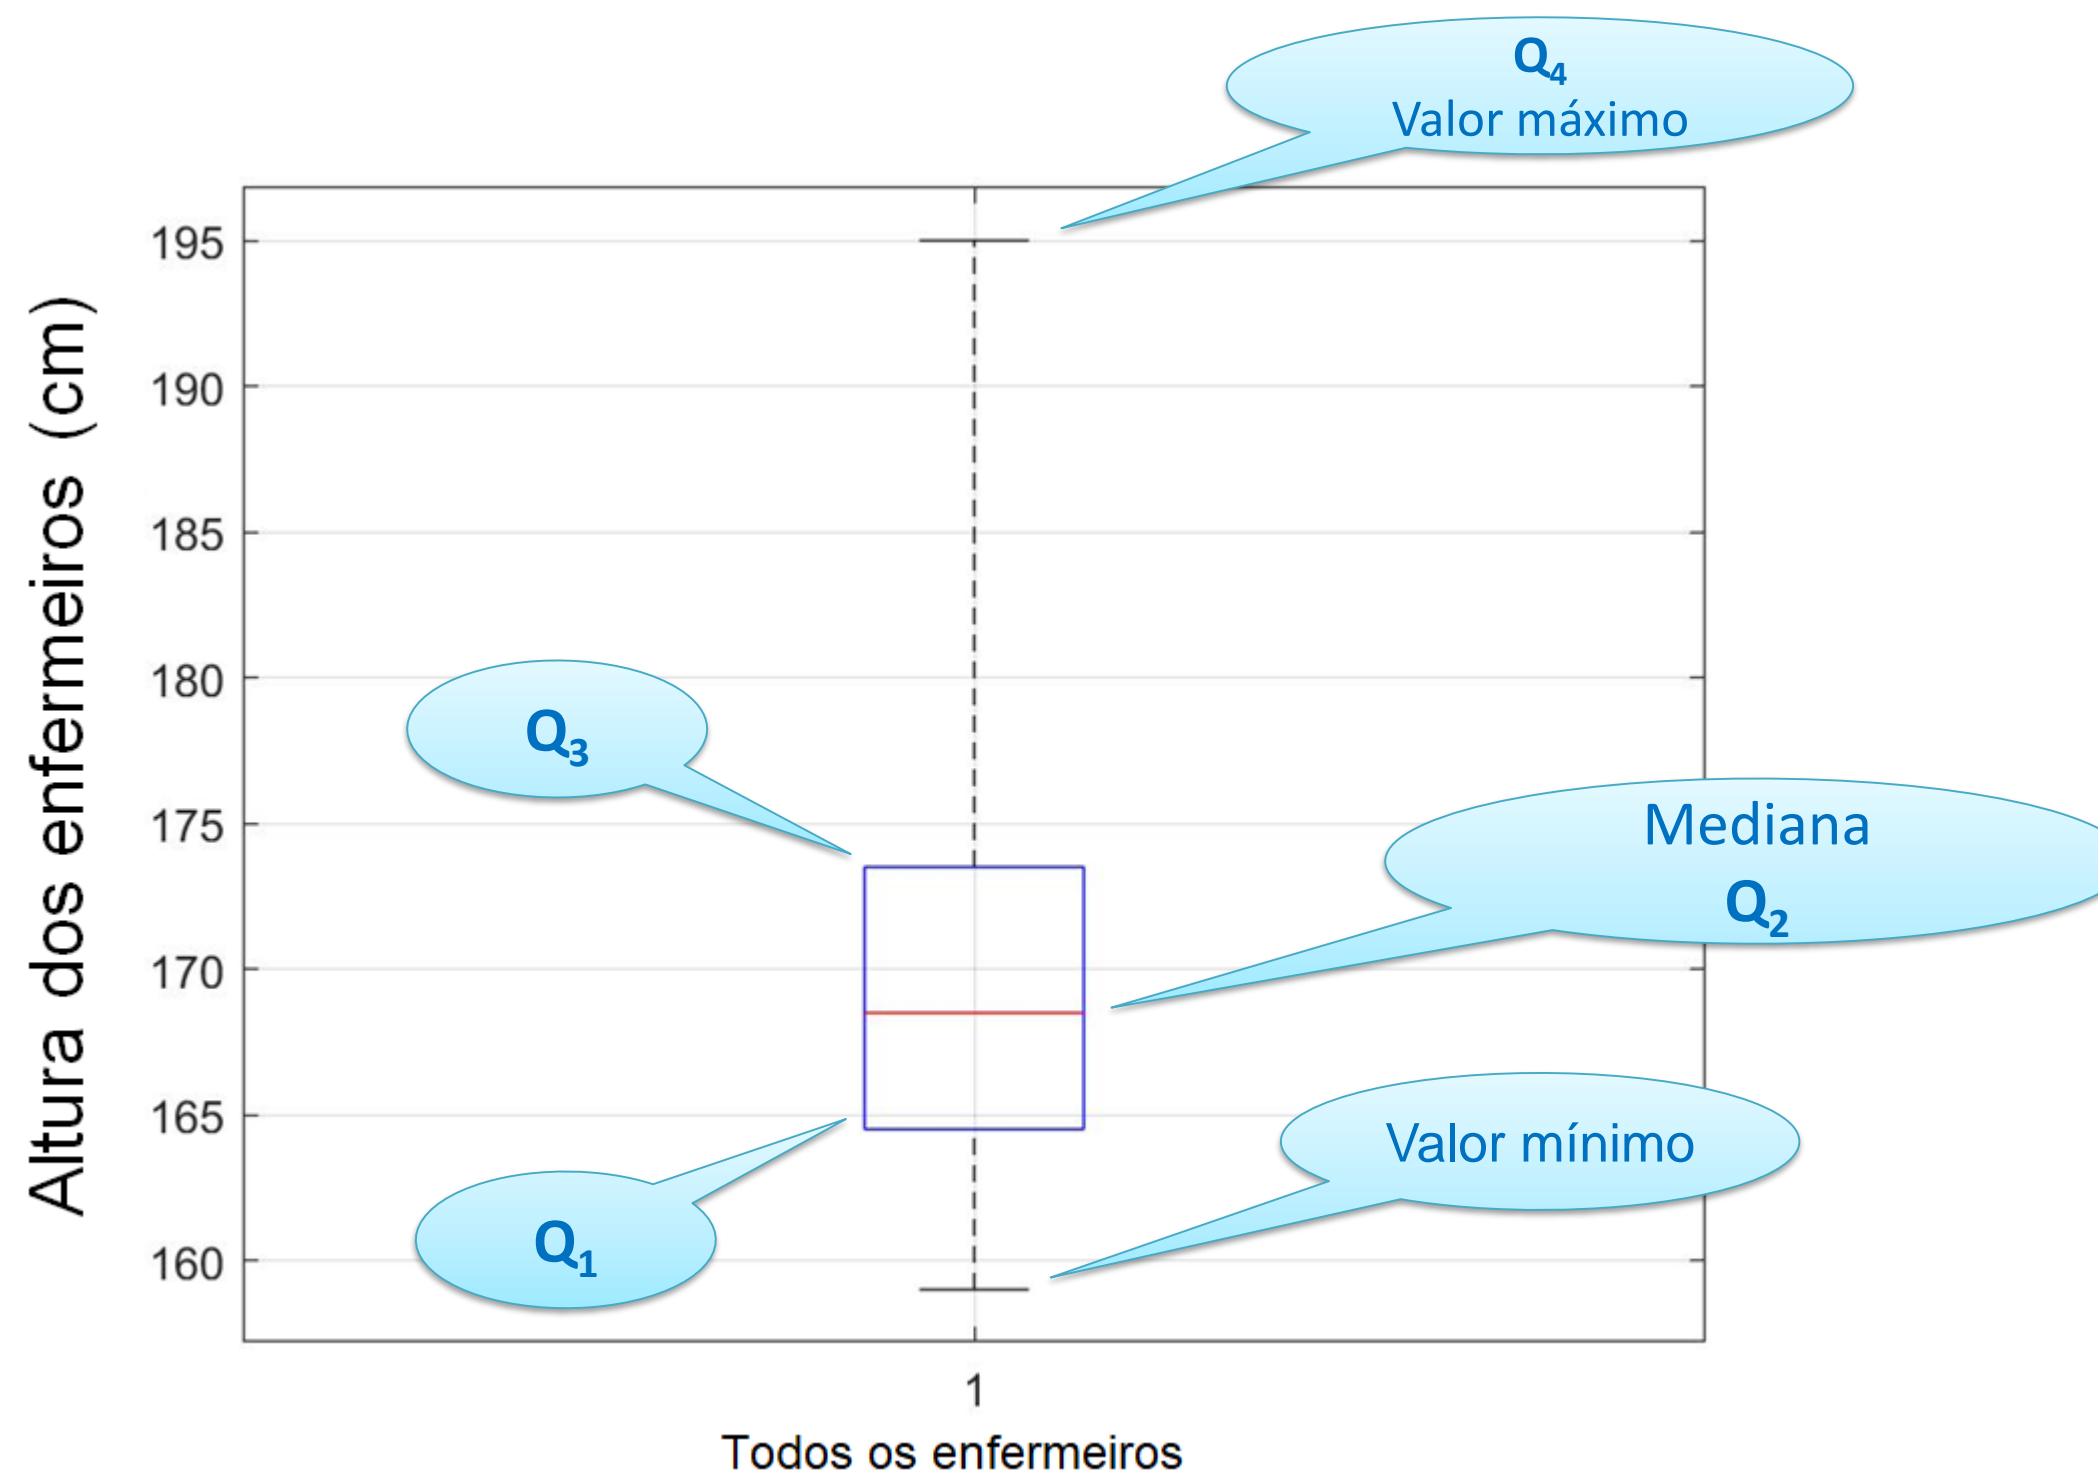 Q4
Valor máximo
Altura dos enfermeiros (cm)
195
190
185
180
175
170
165
160
Q3
Mediana
Q2
Valor mínimo
Q1
1
Todos os enfermeiros